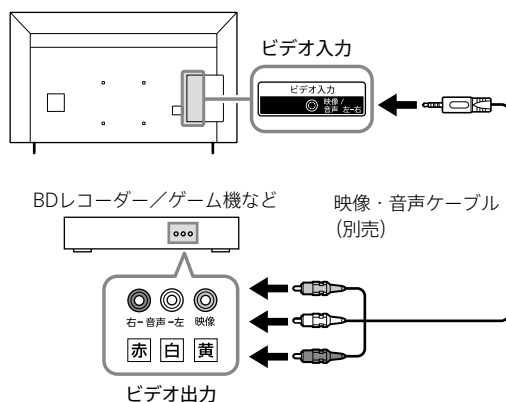 ビデオ入力
ビデオ入力
映像/
音声 左-右
BDレコーダー／ゲーム機など
映像・音声ケーブル
(別売)
右-音声-左 映像
赤 白 黄
ビデオ出力